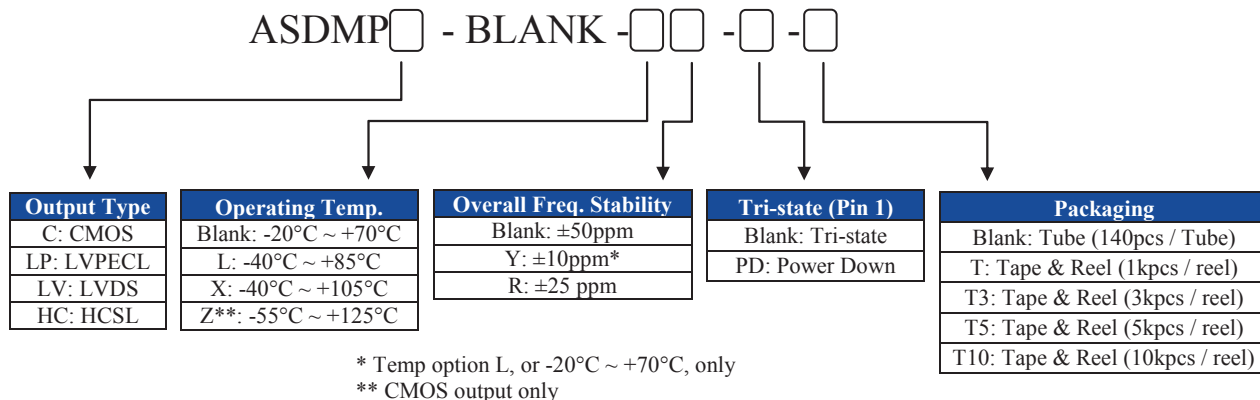 ASDMP - BLANK - - -
Output Type
C: CMOS
LP: LVPECL
LV: LVDS
HC: HCSL
Operating Temp.
Blank: -20°C ~ +70°C
L: -40°C ~ +85°C
X: -40°C ~ +105°C
Z**: -55°C ~ +125°C
Overall Freq. Stability
Blank: ±50ppm
Y: ±10ppm*
R: ±25 ppm
Tri-state (Pin 1)
Blank: Tri-state
PD: Power Down
Packaging
Blank: Tube (140pcs / Tube)
T: Tape & Reel (1kpcs / reel)
T3: Tape & Reel (3kpcs / reel)
T5: Tape & Reel (5kpcs / reel)
T10: Tape & Reel (10kpcs / reel)
* Temp option L, or -20°C ~ +70°C, only
** CMOS output only